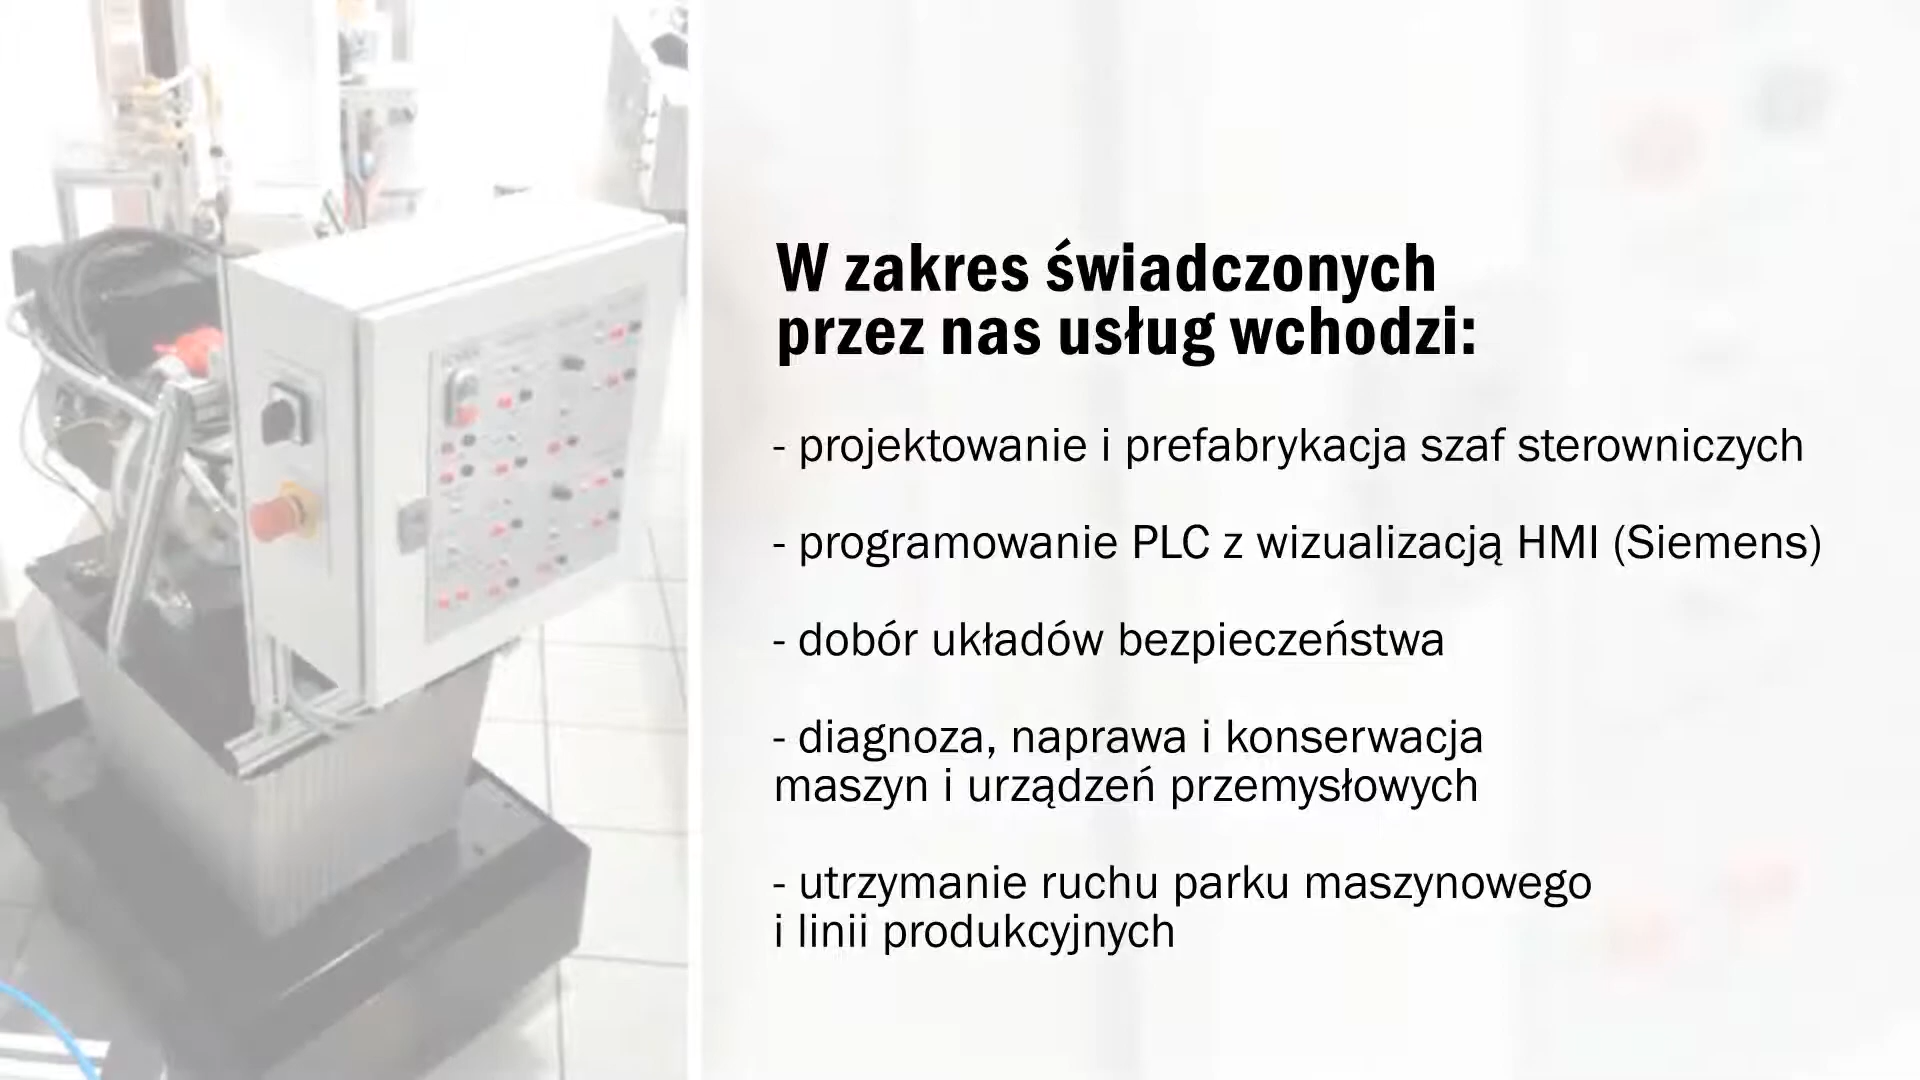 W zakres świadczonych
przez nas usług wchodzi:
- projektowanie i prefabrykacja szaf sterowniczych
- programowanie PLC z wizualizacją HMI (Siemens)
- dobór układów bezpieczeństwa
- diagnoza, naprawa i konserwacja
maszyn i urządzeń przemysłowych
- utrzymanie ruchu parku maszynowego
i linii produkcyjnych